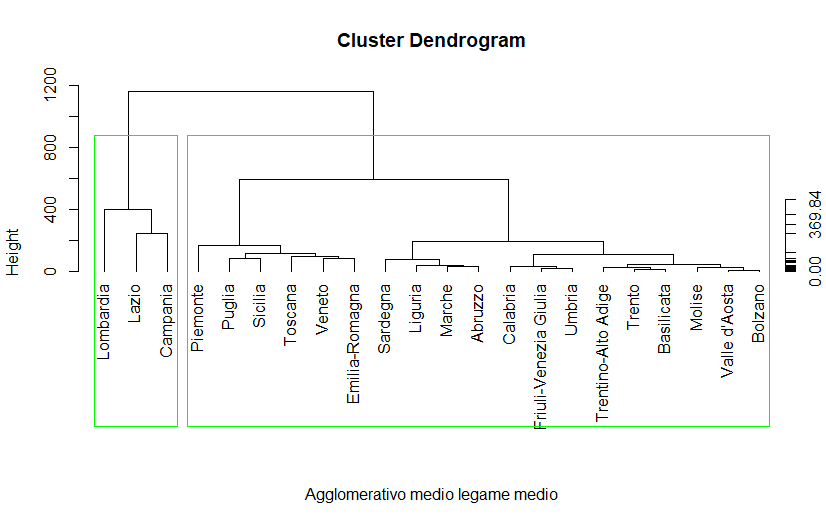 Cluster Dendrogram
Height
1200
800
400
0
369.84
0.00
Lombardia
Lazio
Campania
Piemonte
Puglia
Sicilia
Toscana
Veneto
Emilia-Romagna
Sardegna
Liguria
Marche
Abruzzo
Calabria
Friuli-Venezia Giulia
Umbria
Trentino-Alto Adige
Trento
Basilicata
Molise
Valle d'Aosta
Bolzano
Agglomerativo medio legame medio